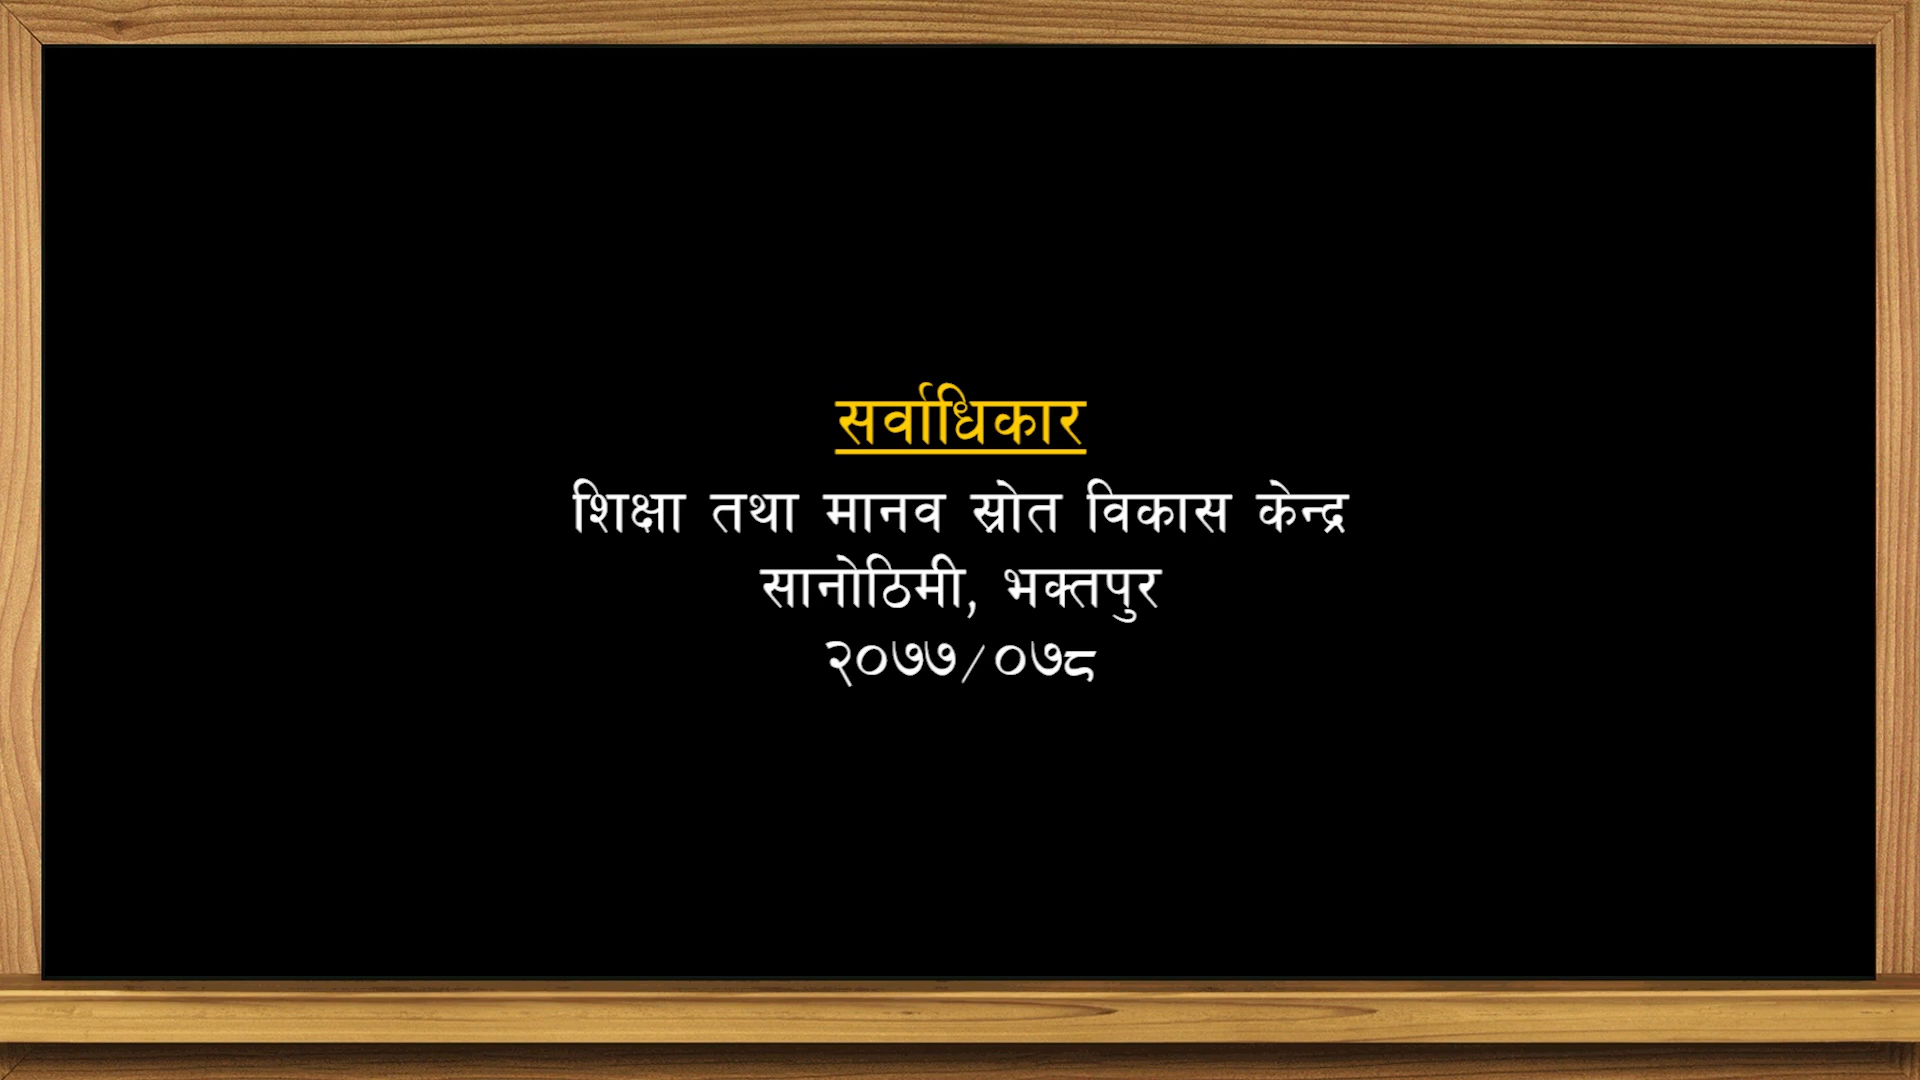 सर्वाधिकार
शिक्षा तथा मानव स्रोत विकास केन्द्र
सानोठिमी, भक्तपुर
२०७७/०७८